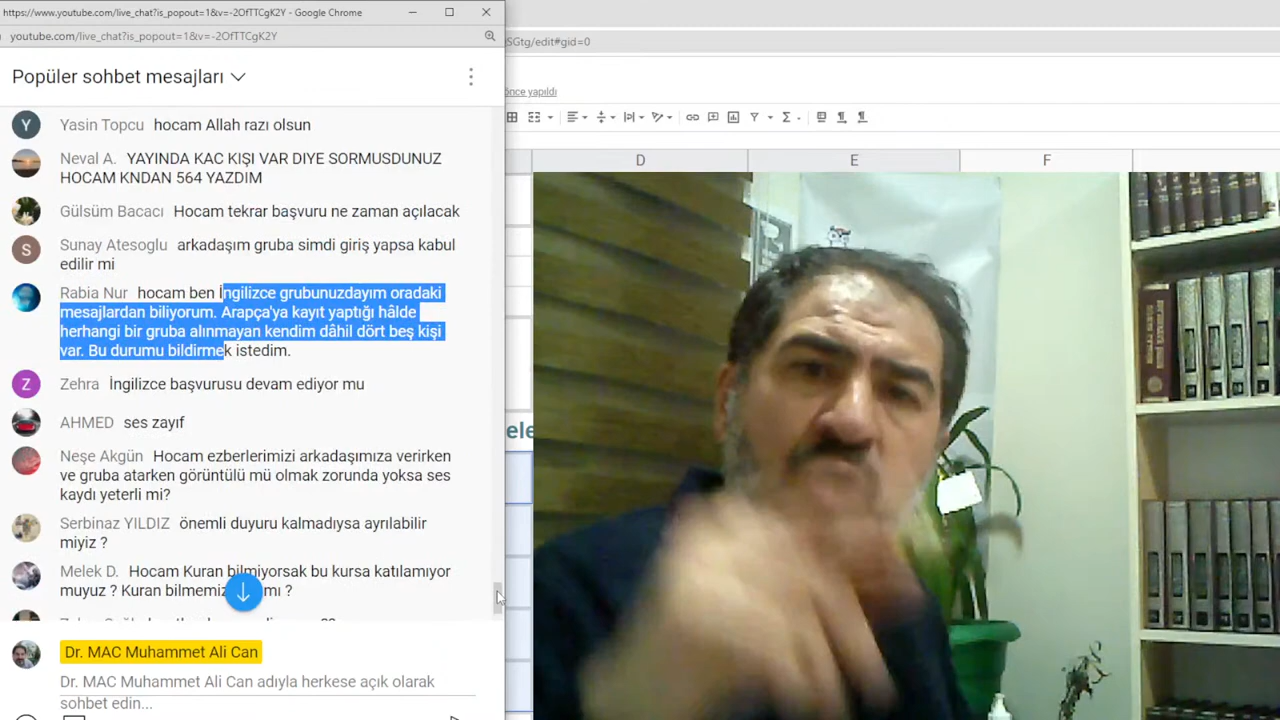 https://www.youtube.com/live_chat?is_popout=1&v=-2OfTTCgK2Y - Google Chrome
youtube.com/live_chat?is_popout=1&v=-2OfTTCgK2Y
SGtg/edit#gid=0
Popüler sohbet mesajları
önce yapıldı
D E F
Y Yasin Topcu hocam Allah razı olsun
Neval A. YAYINDA KAC KIŞI VAR DIYE SORMUSDUNUZ
HOCAM KNDAN 564 YAZDIM
Gülsüm Bacacı Hocam tekrar başvuru ne zaman açılacak
S Sunay Atesoglu arkadaşım gruba simdi giriş yapsa kabul
edilir mi
Rabia Nur hocam ben İngilizce grubunuzdayım oradaki
mesajlardan biliyorum. Arapça'ya kayıt yaptığı hâlde
herhangi bir gruba alınmayan kendim dâhil dört beş kişi
var. Bu durumu bildirmek istedim.
Z Zehra İngilizce başvurusu devam ediyor mu
AHMED ses zayıf
ele
Neşe Akgün Hocam ezberlerimizi arkadaşımıza verirken
ve gruba atarken görüntülü mü olmak zorunda yoksa ses
kaydı yeterli mi?
Serbinaz YILDIZ önemli duyuru kalmadıysa ayrılabilir
miyiz ?
Melek D. Hocam Kuran bilmiyorsak bu kursa katılamıyor
muyuz ? Kuran bilmemiz mı ?
Dr. MAC Muhammet Ali Can
Dr. MAC Muhammet Ali Can adıyla herkese açık olarak
sohbet edin...